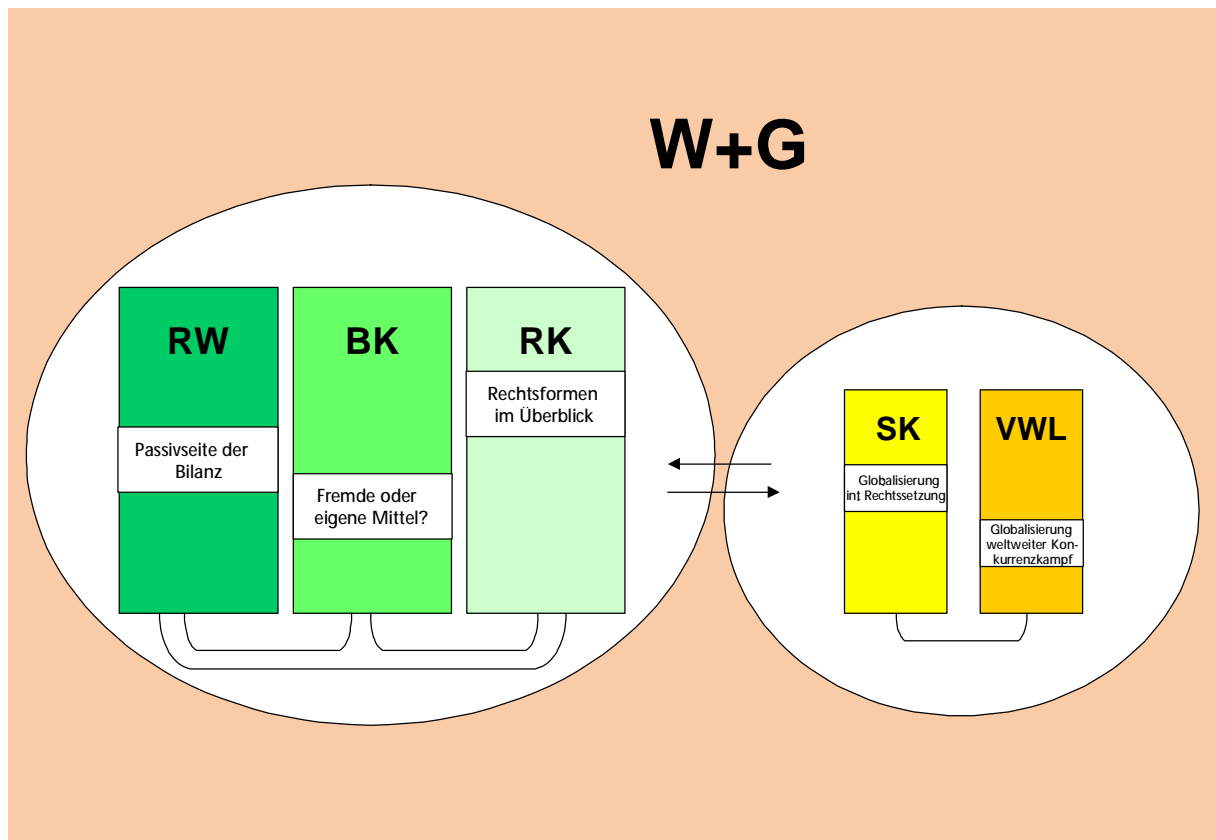 W+G
RW
BK
RK
Rechtsformen
im Überblick
Passivseite der
Bilanz
Fremde oder
eigene Mittel?
SK
VWL
Globalisierung
int. Rechtssetzung
Globalisierung
weltweiter Kon-
kurrenzkampf